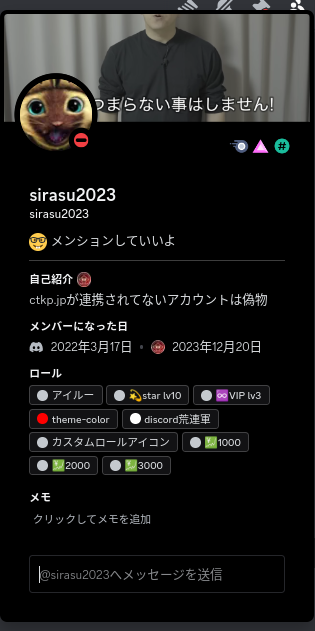 つまらない事はしません!
#
sirasu2023
sirasu2023
🤓 メンションしていいよ
自己紹介
ctkp.jpが連携されてないアカウントは偽物
メンバーになった日
2022年3月17日 • 2023年12月20日
ロール
アイルー 💫star lv10 ♾️VIP lv3
theme-color discord荒連軍
カスタムロールアイコン 💹1000
💹2000 💹3000
メモ
クリックしてメモを追加
@sirasu2023へメッセージを送信